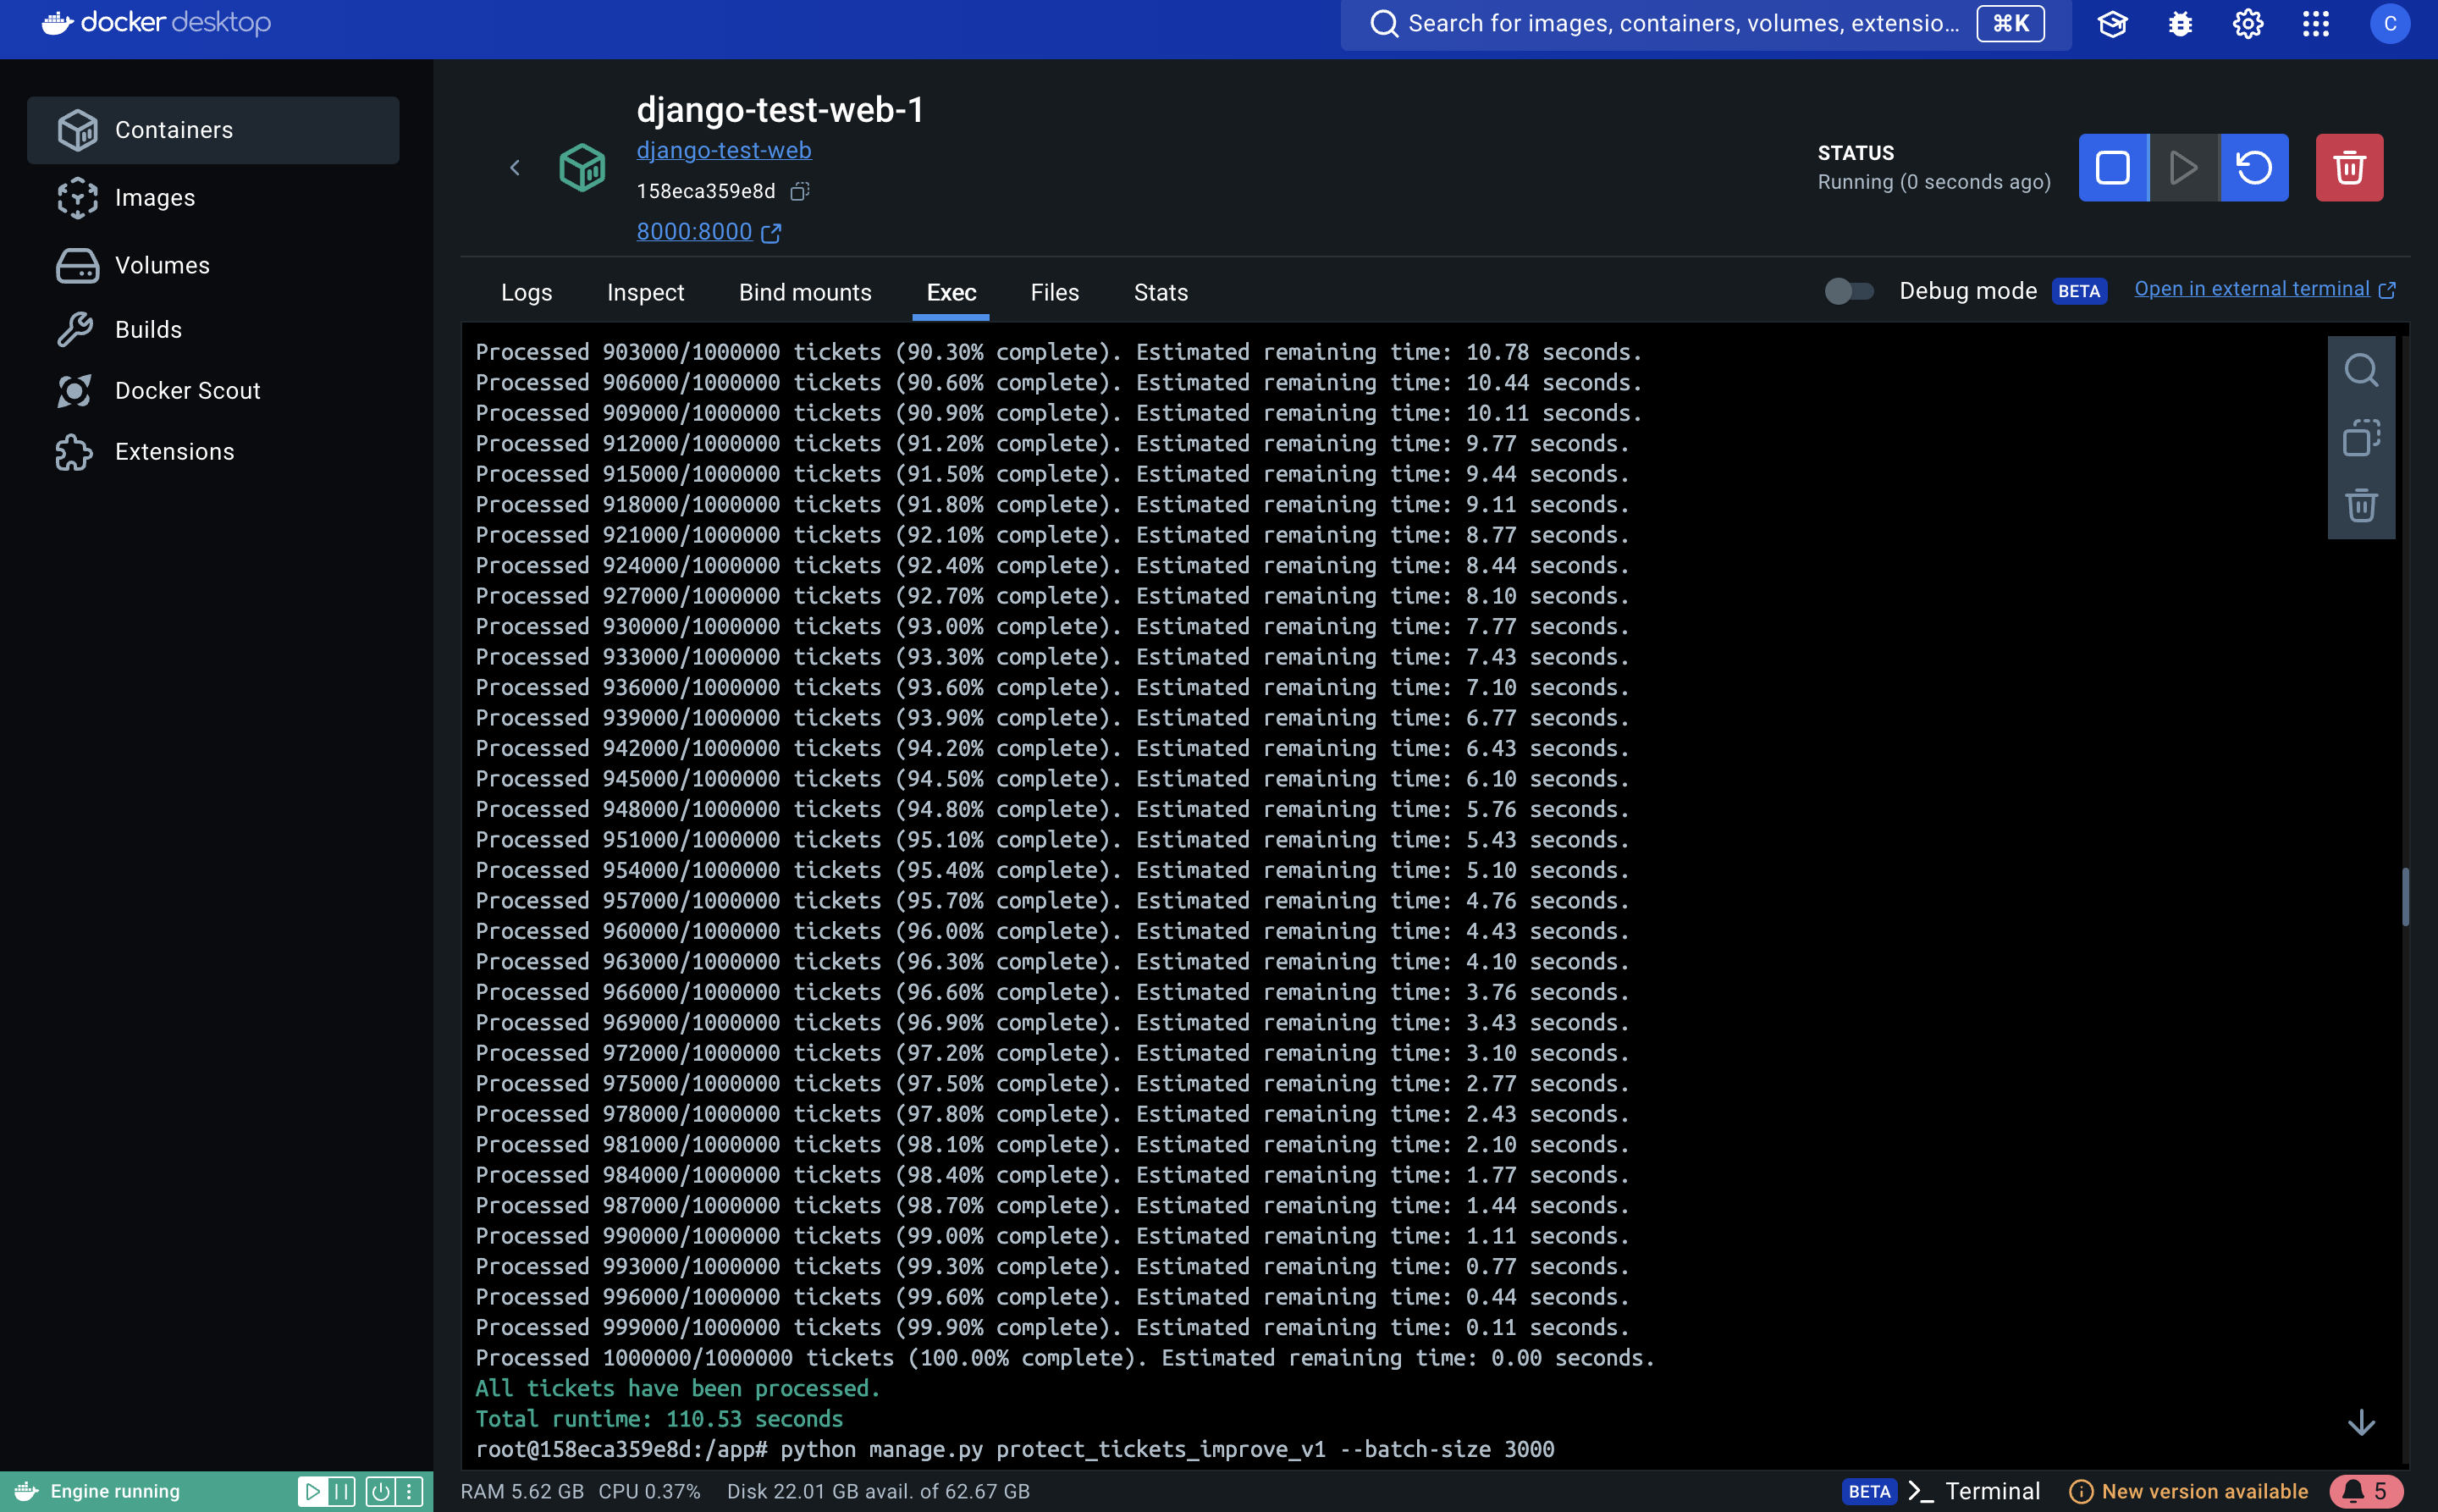 docker desktop
Search for images, containers, volumes, extensio... ⌘K
C
Containers
Images
Volumes
Builds
Docker Scout
Extensions
django-test-web-1
django-test-web
158eca359e8d
8000:8000
STATUS
Running (0 seconds ago)
Logs Inspect Bind mounts Exec Files Stats
Debug mode BETA Open in external terminal
Processed 903000/1000000 tickets (90.30% complete). Estimated remaining time: 10.78 seconds.
Processed 906000/1000000 tickets (90.60% complete). Estimated remaining time: 10.44 seconds.
Processed 909000/1000000 tickets (90.90% complete). Estimated remaining time: 10.11 seconds.
Processed 912000/1000000 tickets (91.20% complete). Estimated remaining time: 9.77 seconds.
Processed 915000/1000000 tickets (91.50% complete). Estimated remaining time: 9.44 seconds.
Processed 918000/1000000 tickets (91.80% complete). Estimated remaining time: 9.11 seconds.
Processed 921000/1000000 tickets (92.10% complete). Estimated remaining time: 8.77 seconds.
Processed 924000/1000000 tickets (92.40% complete). Estimated remaining time: 8.44 seconds.
Processed 927000/1000000 tickets (92.70% complete). Estimated remaining time: 8.10 seconds.
Processed 930000/1000000 tickets (93.00% complete). Estimated remaining time: 7.77 seconds.
Processed 933000/1000000 tickets (93.30% complete). Estimated remaining time: 7.43 seconds.
Processed 936000/1000000 tickets (93.60% complete). Estimated remaining time: 7.10 seconds.
Processed 939000/1000000 tickets (93.90% complete). Estimated remaining time: 6.77 seconds.
Processed 942000/1000000 tickets (94.20% complete). Estimated remaining time: 6.43 seconds.
Processed 945000/1000000 tickets (94.50% complete). Estimated remaining time: 6.10 seconds.
Processed 948000/1000000 tickets (94.80% complete). Estimated remaining time: 5.76 seconds.
Processed 951000/1000000 tickets (95.10% complete). Estimated remaining time: 5.43 seconds.
Processed 954000/1000000 tickets (95.40% complete). Estimated remaining time: 5.10 seconds.
Processed 957000/1000000 tickets (95.70% complete). Estimated remaining time: 4.76 seconds.
Processed 960000/1000000 tickets (96.00% complete). Estimated remaining time: 4.43 seconds.
Processed 963000/1000000 tickets (96.30% complete). Estimated remaining time: 4.10 seconds.
Processed 966000/1000000 tickets (96.60% complete). Estimated remaining time: 3.76 seconds.
Processed 969000/1000000 tickets (96.90% complete). Estimated remaining time: 3.43 seconds.
Processed 972000/1000000 tickets (97.20% complete). Estimated remaining time: 3.10 seconds.
Processed 975000/1000000 tickets (97.50% complete). Estimated remaining time: 2.77 seconds.
Processed 978000/1000000 tickets (97.80% complete). Estimated remaining time: 2.43 seconds.
Processed 981000/1000000 tickets (98.10% complete). Estimated remaining time: 2.10 seconds.
Processed 984000/1000000 tickets (98.40% complete). Estimated remaining time: 1.77 seconds.
Processed 987000/1000000 tickets (98.70% complete). Estimated remaining time: 1.44 seconds.
Processed 990000/1000000 tickets (99.00% complete). Estimated remaining time: 1.11 seconds.
Processed 993000/1000000 tickets (99.30% complete). Estimated remaining time: 0.77 seconds.
Processed 996000/1000000 tickets (99.60% complete). Estimated remaining time: 0.44 seconds.
Processed 999000/1000000 tickets (99.90% complete). Estimated remaining time: 0.11 seconds.
Processed 1000000/1000000 tickets (100.00% complete). Estimated remaining time: 0.00 seconds.
All tickets have been processed.
Total runtime: 110.53 seconds
root@158eca359e8d:/app# python manage.py protect_tickets_improve_v1 --batch-size 3000
Engine running
RAM 5.62 GB CPU 0.37% Disk 22.01 GB avail. of 62.67 GB
BETA >_ Terminal New version available 5